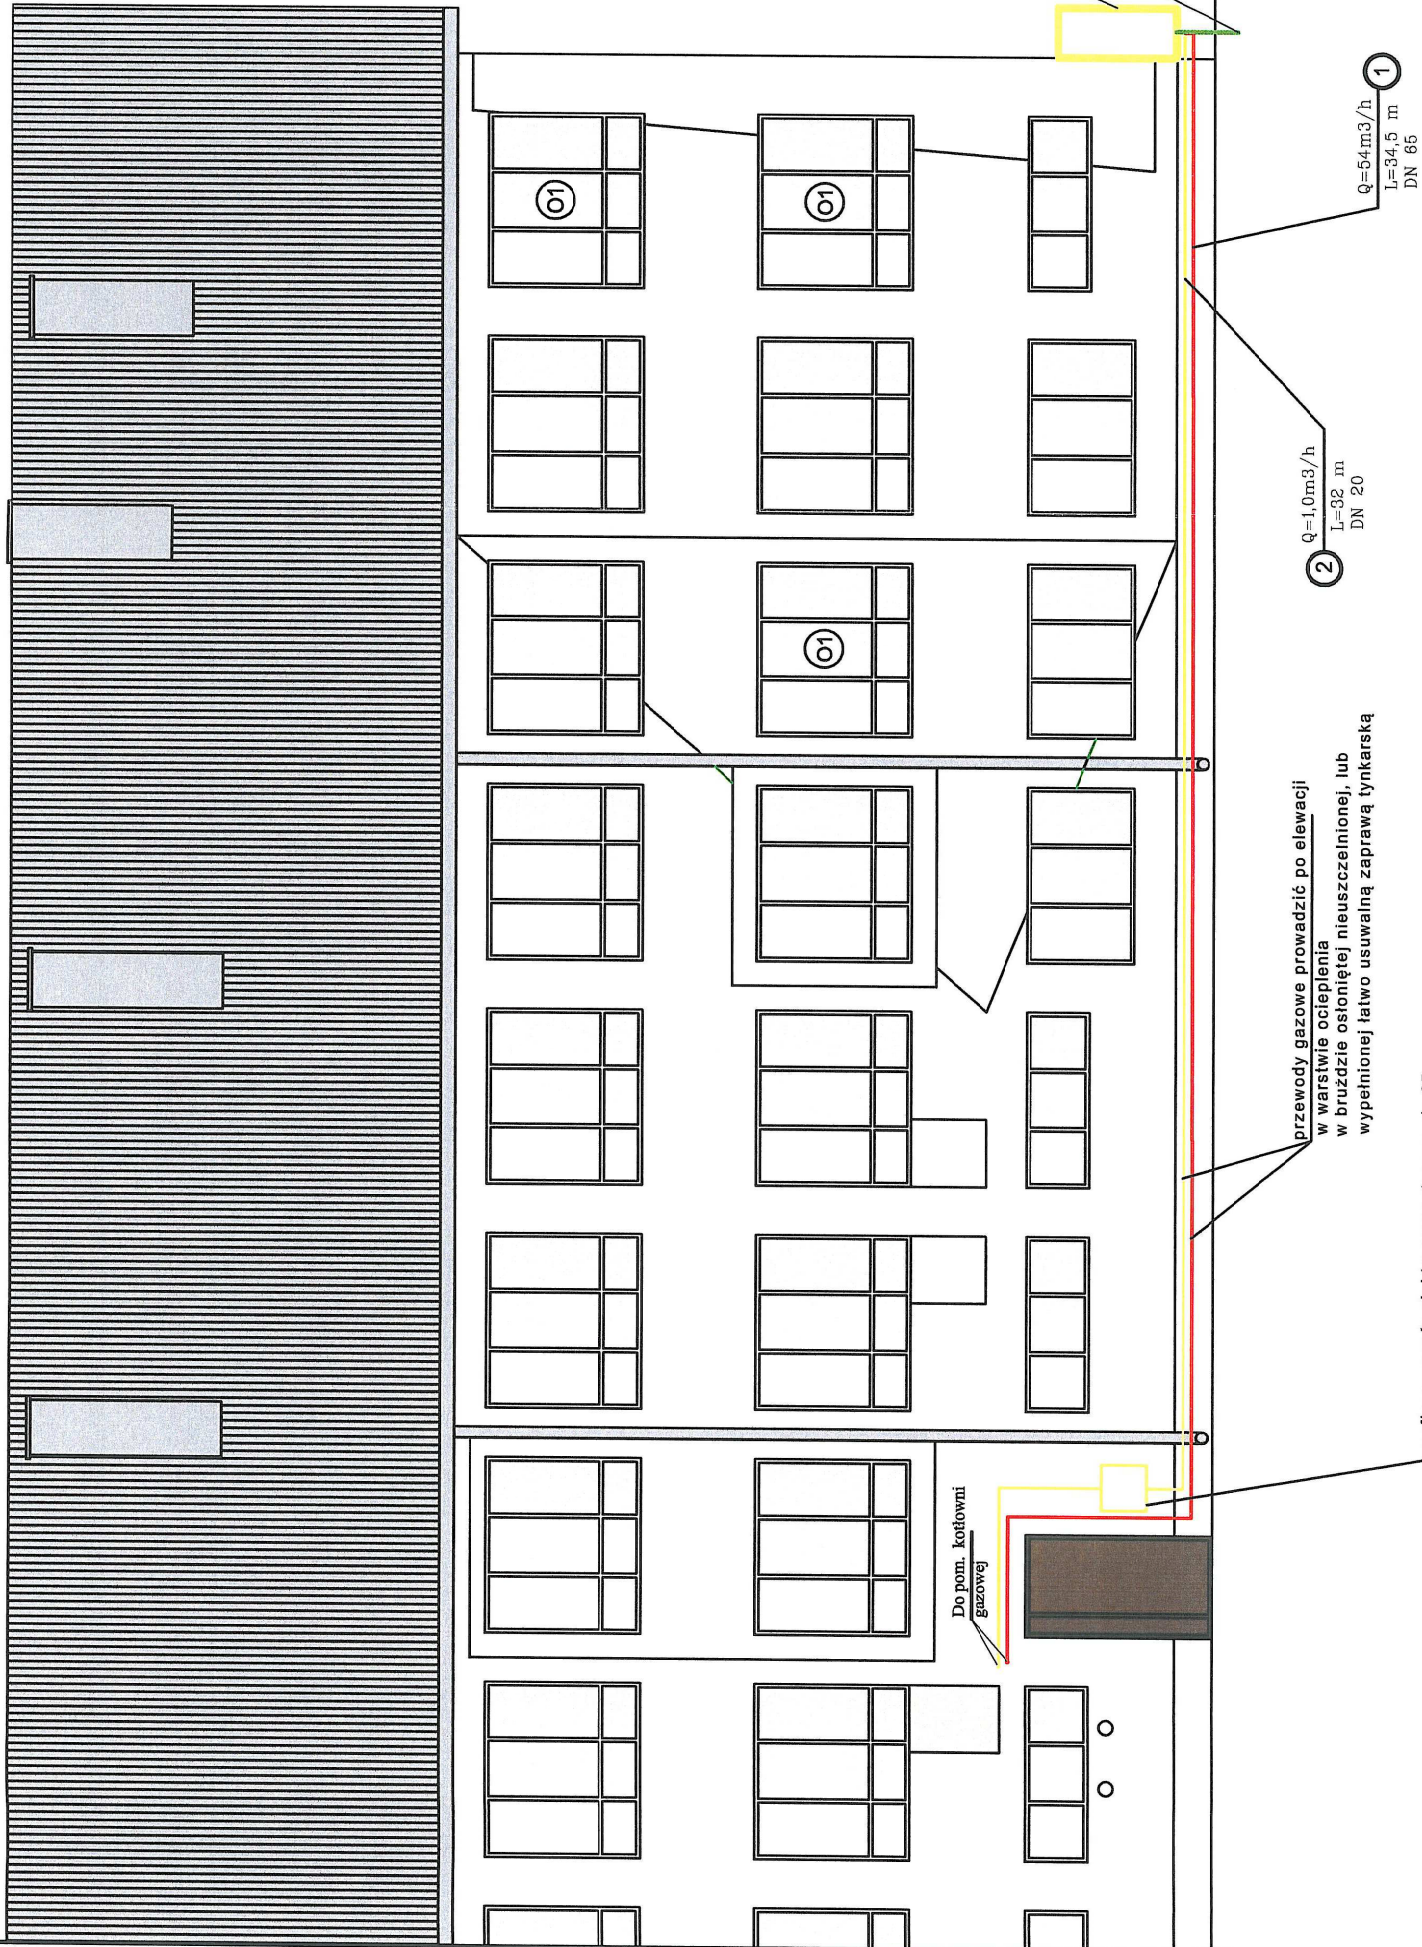 O1
O1
O1
Q=54m3/h
L=34,5 m
DN 65
1
2
Q=1,0m3/h
L=32 m
DN 20
przewody gazowe prowadzić po elewacji
w warstwie ocieplenia
w bruździe osłoniętej nieuszczelnionej, lub
wypełnionej łatwo usuwalną zaprawą tynkarską
Do pom. kotłowni
gazowej